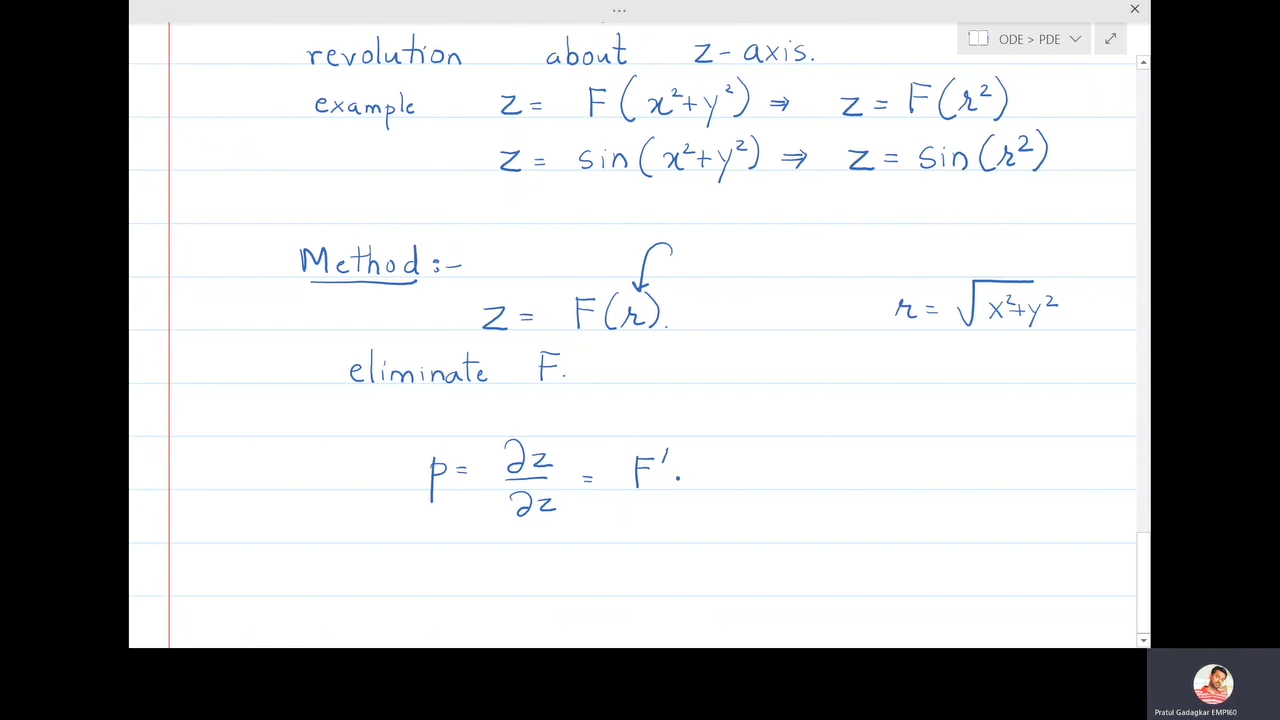 ODE > PDE
revolution about z-axis.
example z = F(x²+y²) ⇒ z = F(r²)
z = sin(x²+y²) ⇒ z = sin(r²)
Method :-
z = F(r). r = √x²+y²
eliminate F.
p = ∂z/∂z = F′.
Pratul Gadagkar EMP160